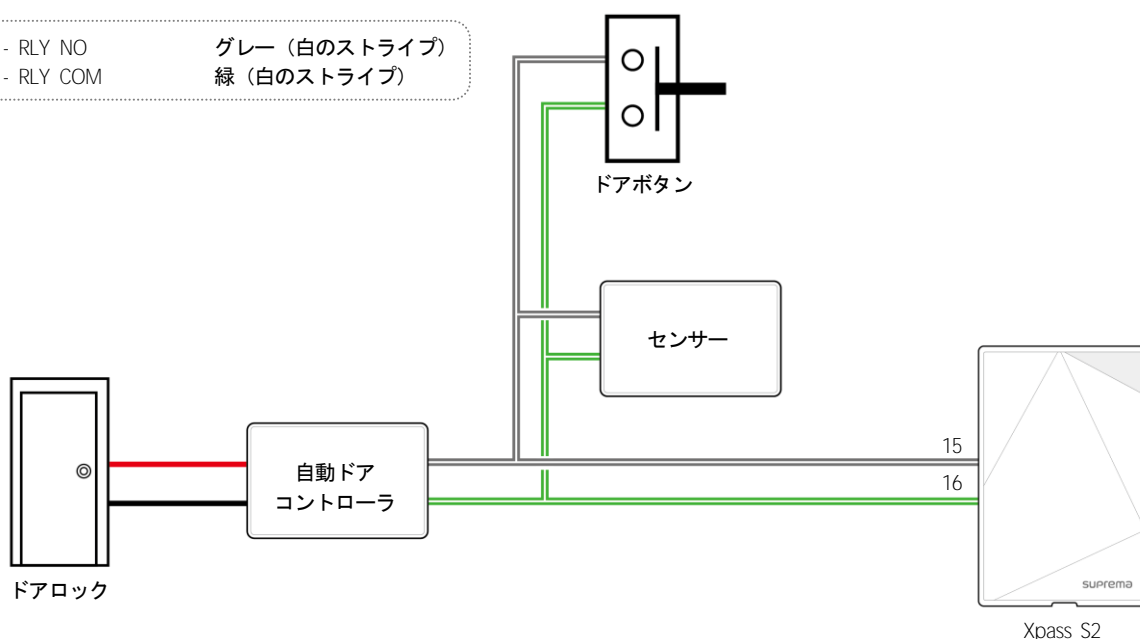 - RLY NO グレー（白のストライプ）
- RLY COM 緑（白のストライプ）
ドアボタン
センサー
15
自動ドア
コントローラ
16
suprema
ドアロック
Xpass S2